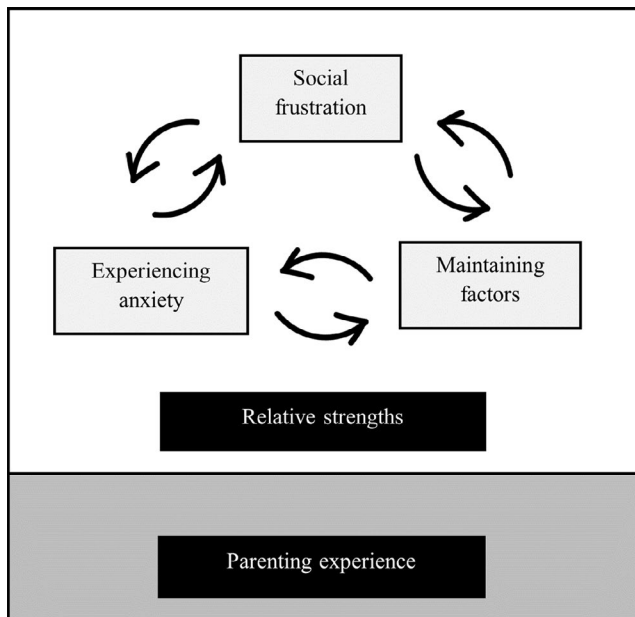 Social
frustration
Experiencing
anxiety
Maintaining
factors
Relative strengths
Parenting experience